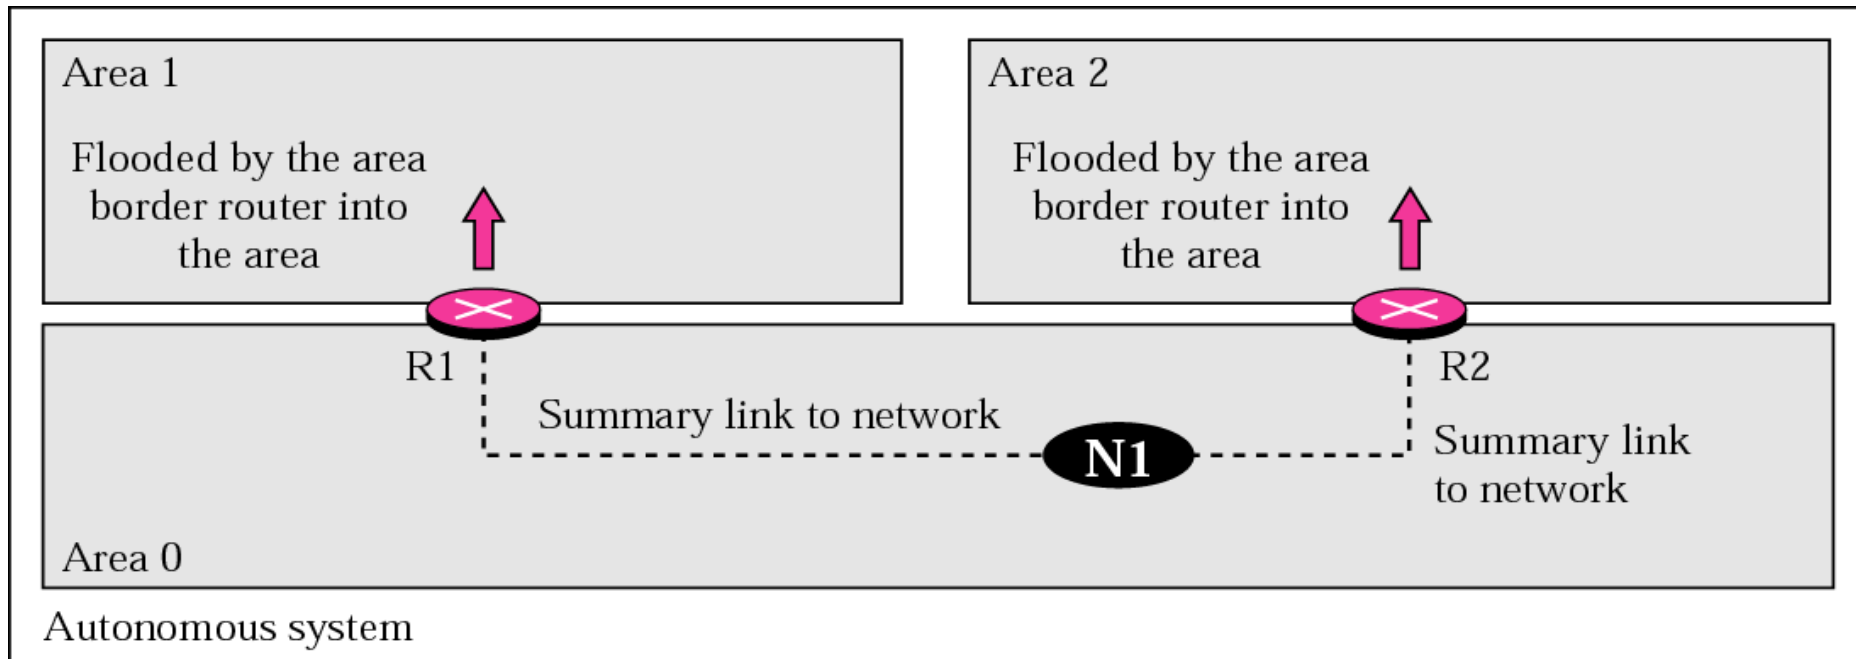 Area 1
Flooded by the area
border router into
the area
Area 2
Flooded by the area
border router into
the area
R1
R2
Summary link to network
N1
Summary link
to network
Area 0
Autonomous system